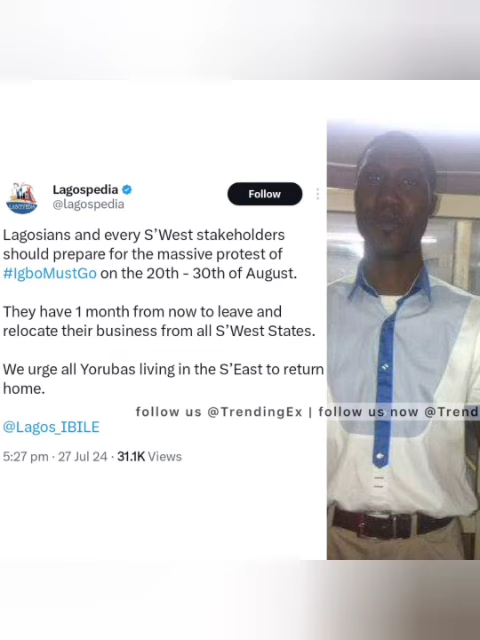 Lagospedia
Follow
@lagospedia
Lagosians and every S'West stakeholders
should prepare for the massive protest of
#IgboMustGo on the 20th - 30th of August.
They have 1 month from now to leave and
relocate their business from all S'West States.
We urge all Yorubas living in the S'East to return
home.
follow us @TrendingEx | follow us now @Trend
@Lagos_IBILE
5:27 pm · 27 Jul 24 · 31.1K Views